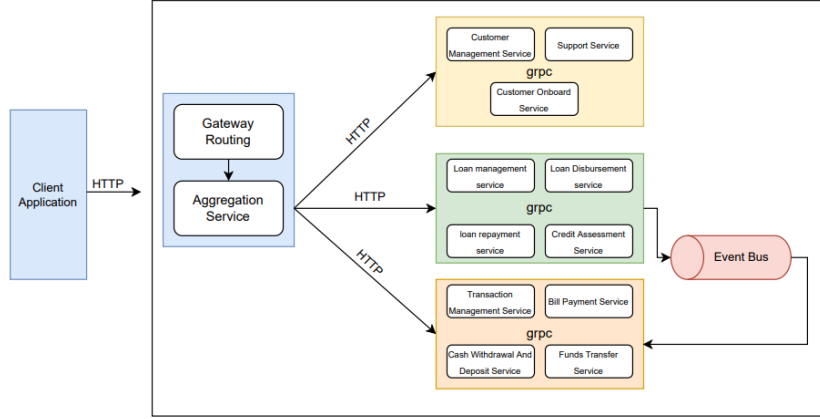 Client
Application
HTTP
Gateway
Routing
Aggregation
Service
HTTP
HTTP
HTTP
Customer
Management Service
Support Service
grpc
Customer Onboard
Service
Loan management
service
Loan Disbursement
service
grpc
loan repayment
service
Credit Assessment
Service
Transaction
Management Service
Bill Payment Service
grpc
Cash Withdrawal And
Deposit Service
Funds Transfer
Service
Event Bus